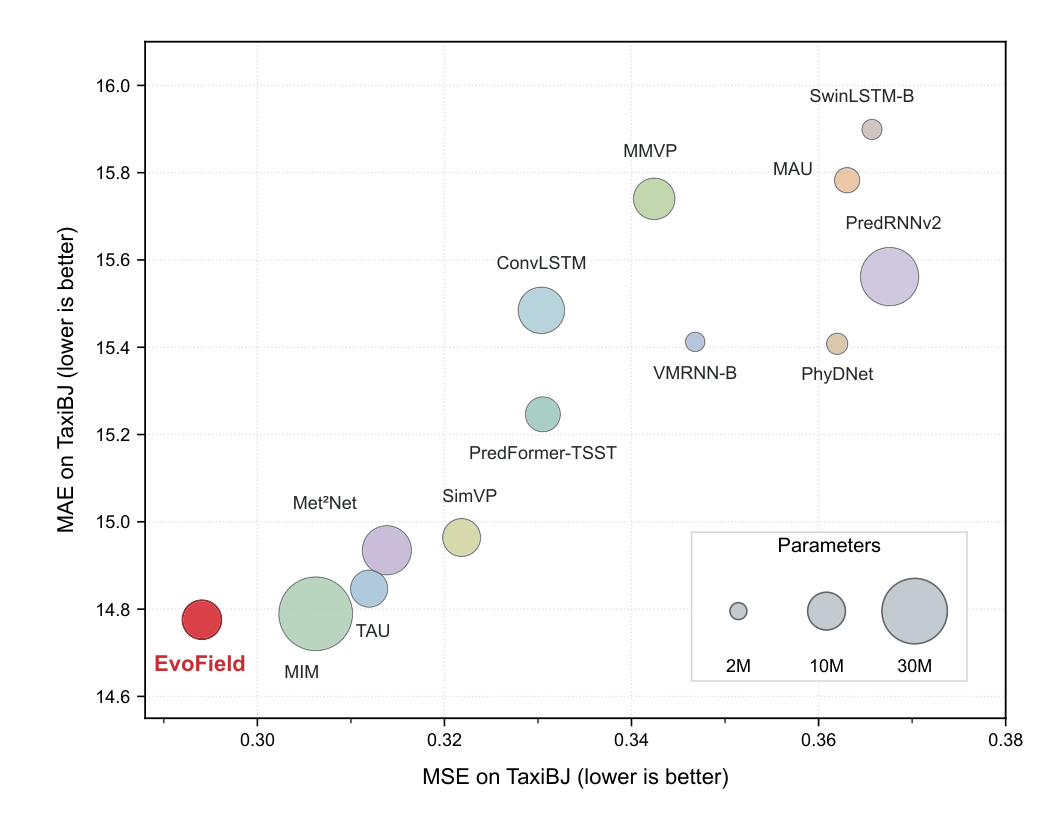 16.0
15.8
15.6
15.4
15.2
15.0
14.8
14.6
MAE on TaxiBJ (lower is better)
SwinLSTM-B
MMVP
MAU
PredRNNv2
ConvLSTM
VMRNN-B
PhyDNet
PredFormer-TSST
SimVP
Met²Net
TAU
EvoField
MIM
Parameters
2M
10M
30M
0.30
0.32
0.34
0.36
0.38
MSE on TaxiBJ (lower is better)